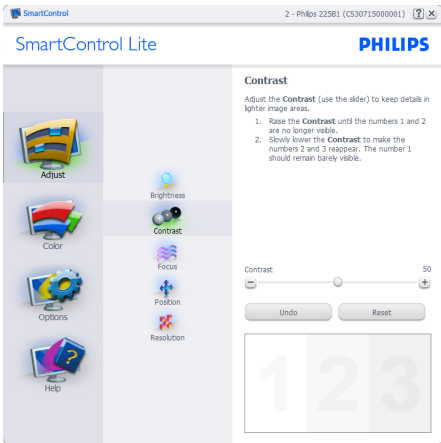 SmartControl
2 - Philips 225B1 (CS30715000001)
SmartControl Lite
PHILIPS
Contrast
Adjust the Contrast (use the slider) to keep details in
lighter image areas.
1. Raise the Contrast until the numbers 1 and 2
are no longer visible.
2. Slowly lower the Contrast to make the
numbers 2 and 3 reappear. The number 1
should remain barely visible.
Adjust
Color
Options
Help
Brightness
Contrast
Focus
Position
Resolution
Contrast 50
Undo Reset
1 2 3